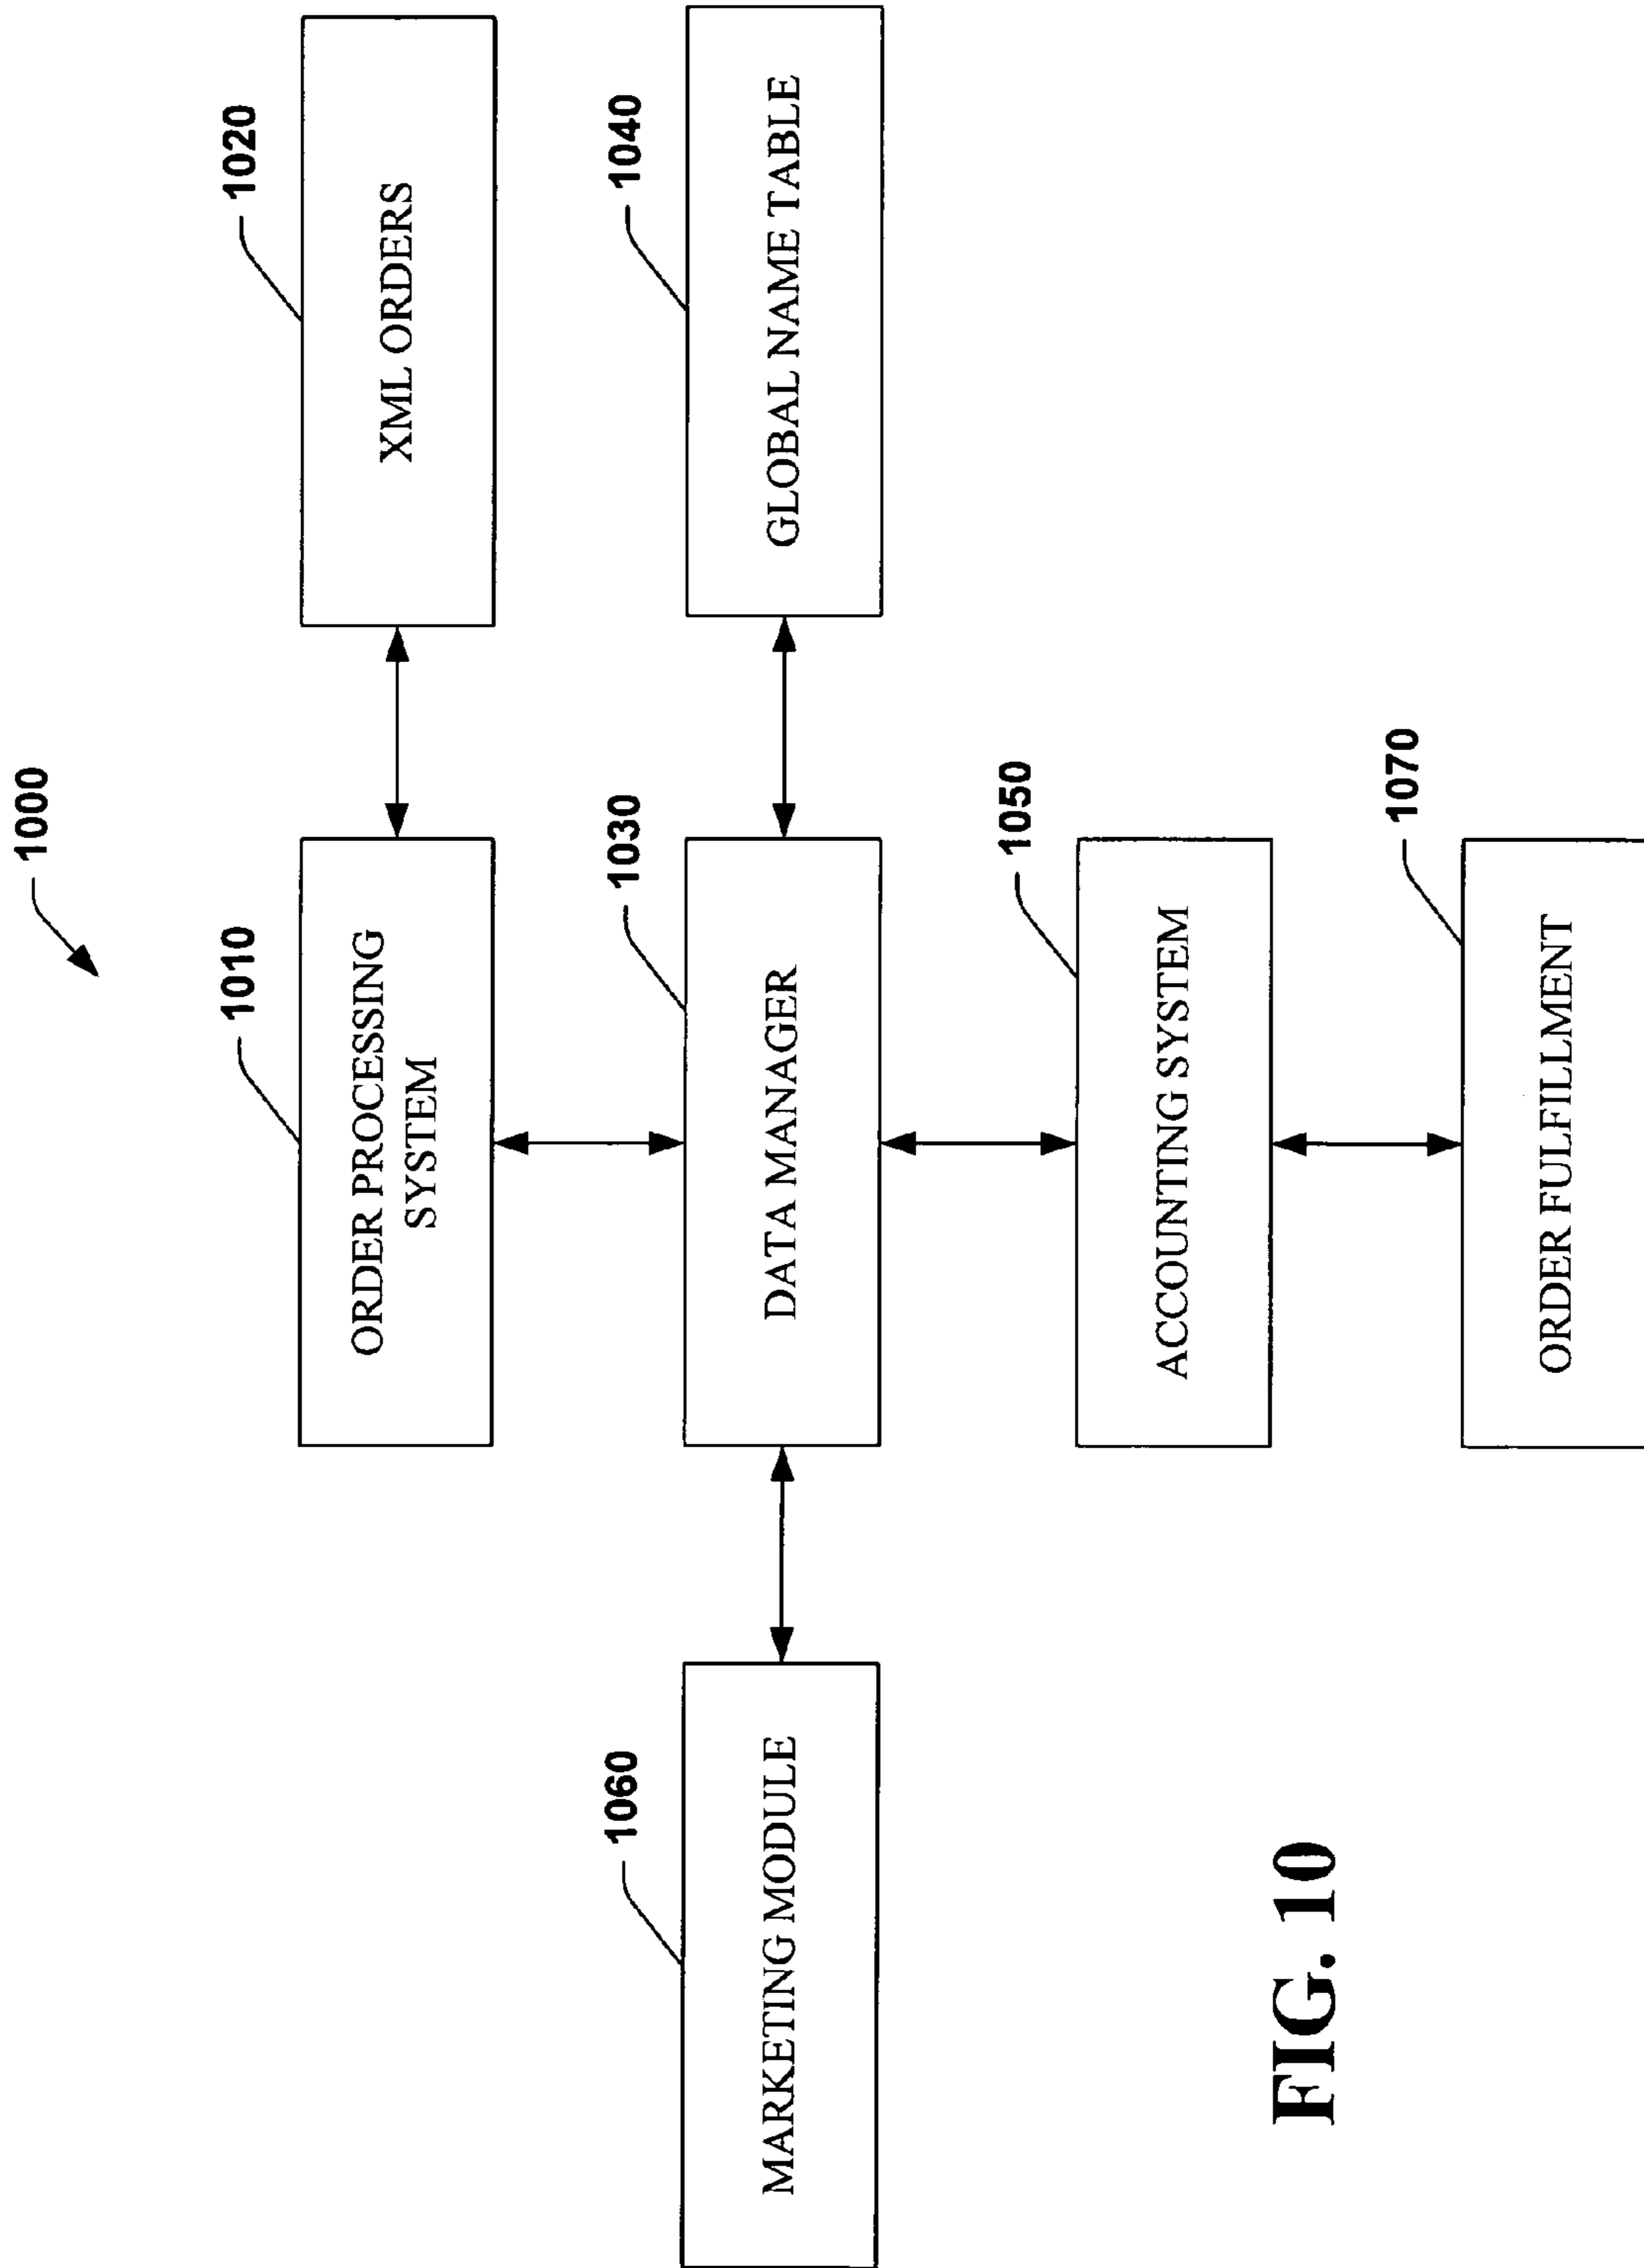 1000
1010
ORDER PROCESSING
SYSTEM
1020
XML ORDERS
1060
MARKETING MODULE
1030
DATA MANAGER
1040
GLOBAL NAME TABLE
1050
ACCOUNTING SYSTEM
1070
ORDER FULFILLMENT
FIG. 10